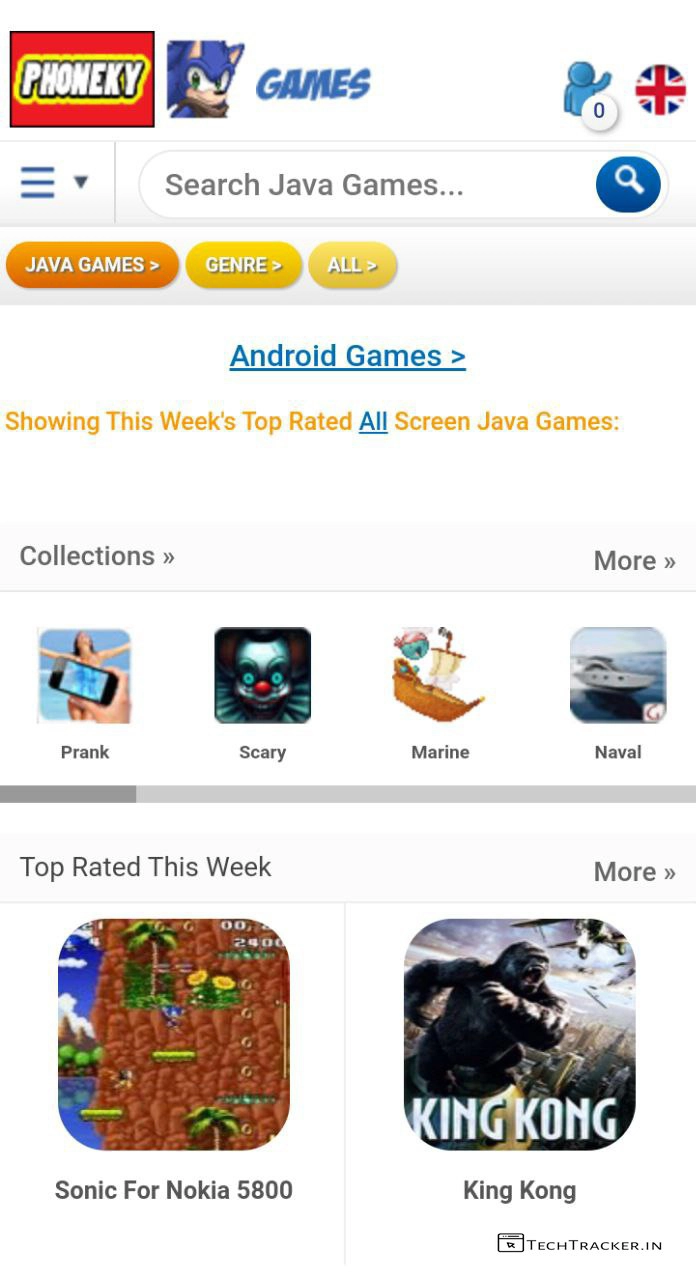 PHONEKY
GAMES
0
Search Java Games...
JAVA GAMES >
GENRE >
ALL >
Android Games >
Showing This Week's Top Rated All Screen Java Games:
Collections »
More »
Prank
Scary
Marine
Naval
Top Rated This Week
More »
2400
KING KONG
Sonic For Nokia 5800
King Kong
TECHTRACKER.IN